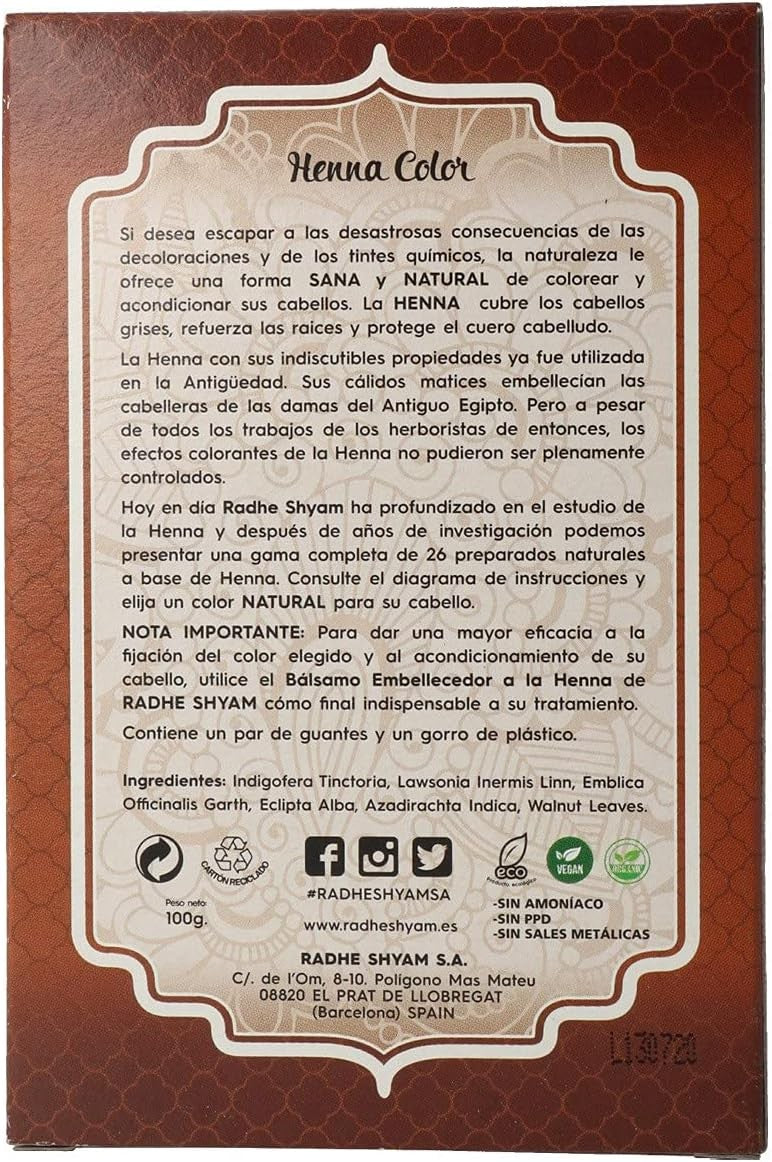 Henna Color
Si desea escapar a las desastrosas consecuencias de las
decoloraciones y de los tintes químicos, la naturaleza le
ofrece una forma SANA y NATURAL de colorear y
acondicionar sus cabellos. La HENNA cubre los cabellos
grises, refuerza las raices y protege el cuero cabelludo.
La Henna con sus indiscutibles propiedades ya fue utilizada
en la Antigüedad. Sus cálidos matices embellecían las
cabelleras de las damas del Antiguo Egipto. Pero a pesar
de todos los trabajos de los herboristas de entonces, los
efectos colorantes de la Henna no pudieron ser plenamente
controlados.
Hoy en día Radhe Shyam ha profundizado en el estudio de
la Henna y después de años de investigación podemos
presentar una gama completa de 26 preparados naturales
a base de Henna. Consulte el diagrama de instrucciones y
elija un color NATURAL para su cabello.
NOTA IMPORTANTE: Para dar una mayor eficacia a la
fijación del color elegido y al acondicionamiento de su
cabello, utilice el Bálsamo Embellecedor a la Henna de
RADHE SHYAM cómo final indispensable a su tratamiento.
Contiene un par de guantes y un gorro de plástico.
Ingredientes: Indigofera Tinctoria, Lawsonia Inermis Linn, Emblica
Officinalis Garth, Eclipta Alba, Azadirachta Indica, Walnut Leaves.
CARTÓN RECICLADO
eco
Producto ecológico
VEGAN
ORGANIC
Peso neto:
100g.
#RADHESHYAMSA
www.radheshyam.es
-SIN AMONÍACO
-SIN PPD
-SIN SALES METÁLICAS
RADHE SHYAM S.A.
C/. de l'Om, 8-10. Polígono Mas Mateu
08820 EL PRAT DE LLOBREGAT
(Barcelona) SPAIN
L130720